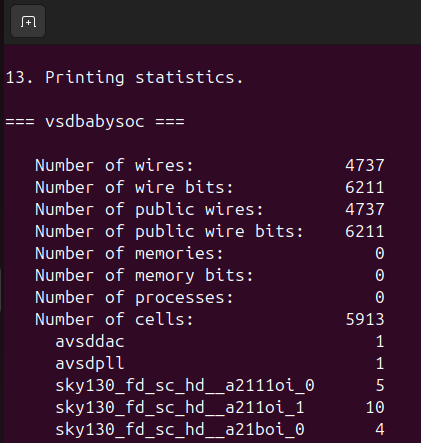 13. Printing statistics.
=== vsdbabysoc ===
Number of wires: 4737
Number of wire bits: 6211
Number of public wires: 4737
Number of public wire bits: 6211
Number of memories: 0
Number of memory bits: 0
Number of processes: 0
Number of cells: 5913
avsddac 1
avsdpll 1
sky130_fd_sc_hd__a2111oi_0 5
sky130_fd_sc_hd__a211oi_1 10
sky130_fd_sc_hd__a21boi_0 4